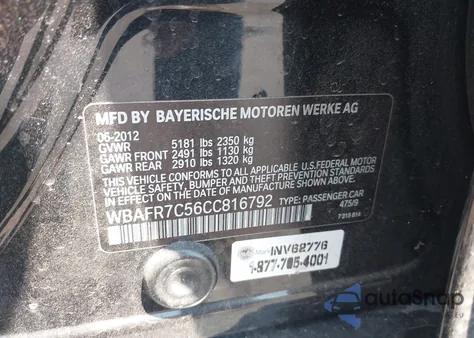 MFD BY BAYERISCHE MOTOREN WERKE AG
06-2012
GVWR 5181 lbs 2350 kg
GAWR FRONT 2491 lbs 1130 kg
GAWR REAR 2910 lbs 1320 kg
THIS VEHICLE CONFORMS TO ALL APPLICABLE U.S.FEDERAL MOTOR
VEHICLE SAFETY, BUMPER, AND THEFT PREVENTION STANDARDS
IN EFFECT ON THE DATE OF MANUFACTURE SHOWN ABOVE.
WBAFR7C56CC816792 TYPE: PASSENGER CAR
475/9
INV62776
1-877-705-4001
autoSnap